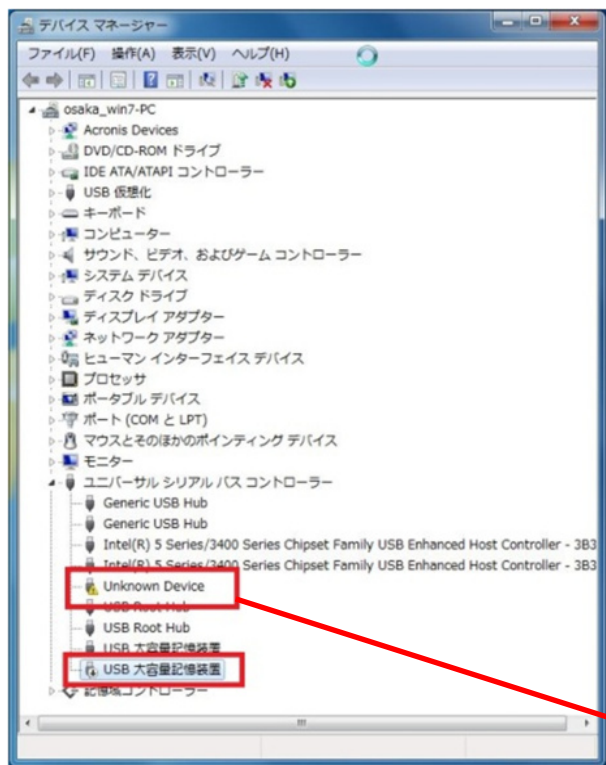 デバイス マネージャー
ファイル(F) 操作(A) 表示(V) ヘルプ(H)
osaka_win7-PC
Acronis Devices
DVD/CD-ROM ドライブ
IDE ATA/ATAPI コントローラー
USB 仮想化
キーボード
コンピューター
サウンド、ビデオ、およびゲーム コントローラー
システム デバイス
ディスク ドライブ
ディスプレイ アダプター
ネットワーク アダプター
ヒューマン インターフェイス デバイス
プロセッサ
ポータブル デバイス
ポート (COM と LPT)
マウスとそのほかのポインティング デバイス
モニター
ユニバーサル シリアル バス コントローラー
Generic USB Hub
Generic USB Hub
Intel(R) 5 Series/3400 Series Chipset Family USB Enhanced Host Controller - 3B3
Intel(R) 5 Series/3400 Series Chipset Family USB Enhanced Host Controller - 3B3
Unknown Device
USB Root Hub
USB Root Hub
USB 大容量記憶装置
USB 大容量記憶装置
記憶域コントローラー